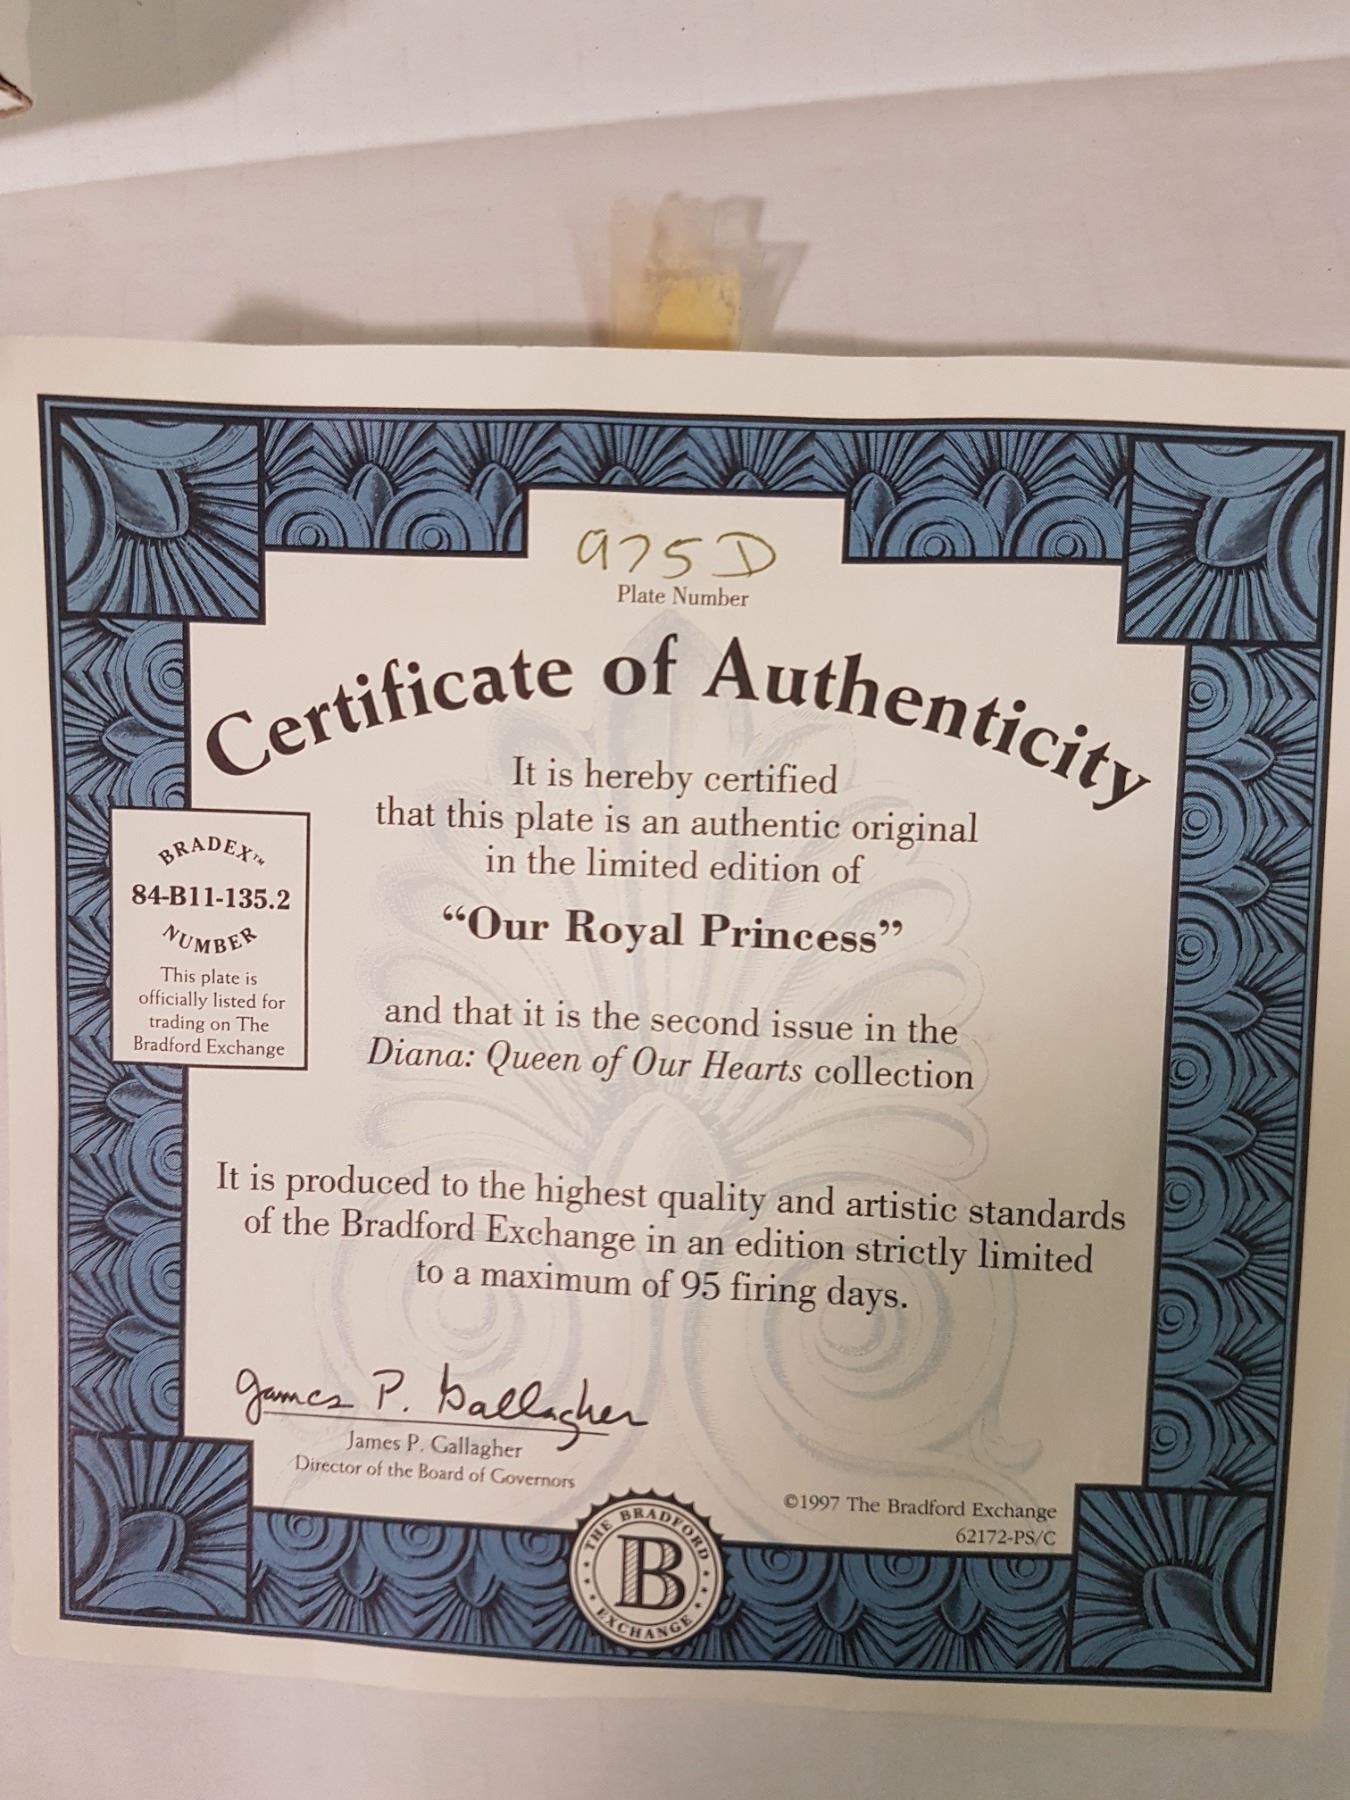 975D
Plate Number
Certificate of Authenticity
It is hereby certified
that this plate is an authentic original
in the limited edition of
“Our Royal Princess”
and that it is the second issue in the
Diana: Queen of Our Hearts collection
BRADEX™
84-B11-135.2
NUMBER
This plate is
officially listed for
trading on The
Bradford Exchange
It is produced to the highest quality and artistic standards
of the Bradford Exchange in an edition strictly limited
to a maximum of 95 firing days.
James P. Gallagher
James P. Gallagher
Director of the Board of Governors
©1997 The Bradford Exchange
62172-PS/C
THE BRADFORD
B
EXCHANGE